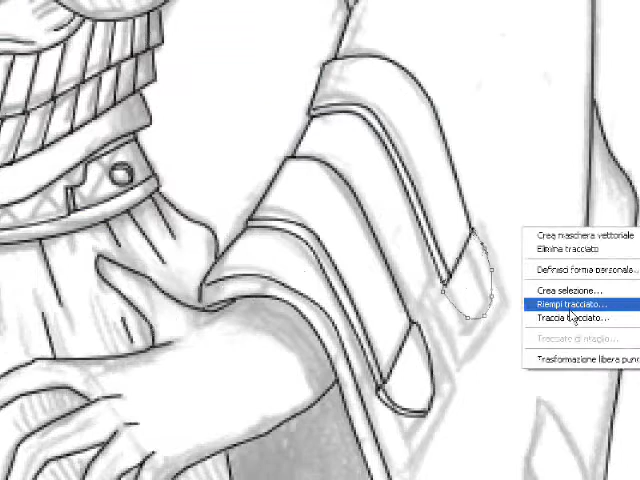 Crea maschera vettoriale
Elimina tracciato
Definisci forma personale...
Crea selezione...
Riempi tracciato...
Traccia tracciato...
Tracciato di ritaglio...
Trasformazione libera punti